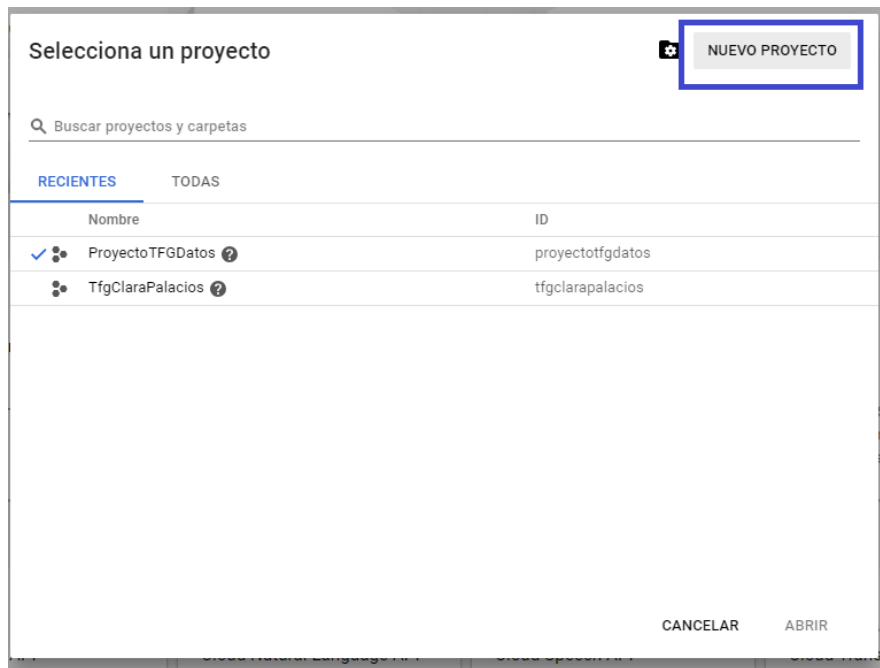 Selecciona un proyecto
NUEVO PROYECTO
Buscar proyectos y carpetas
RECIENTES TODAS
Nombre ID
ProyectoTFGDatos proyectotfgdatos
TfgClaraPalacios tfgclarapalacios
CANCELAR ABRIR